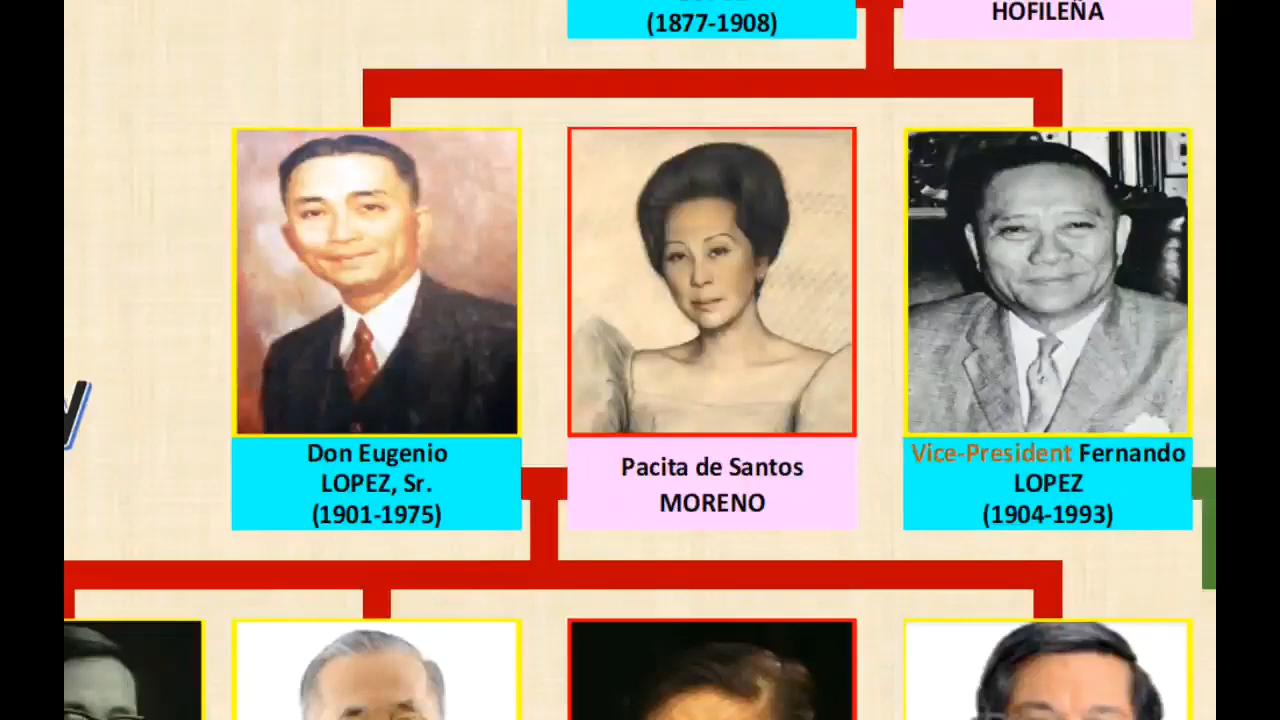 (1877-1908)
HOFILEÑA
Don Eugenio
LOPEZ, Sr.
(1901-1975)
Pacita de Santos
MORENO
Vice-President Fernando
LOPEZ
(1904-1993)